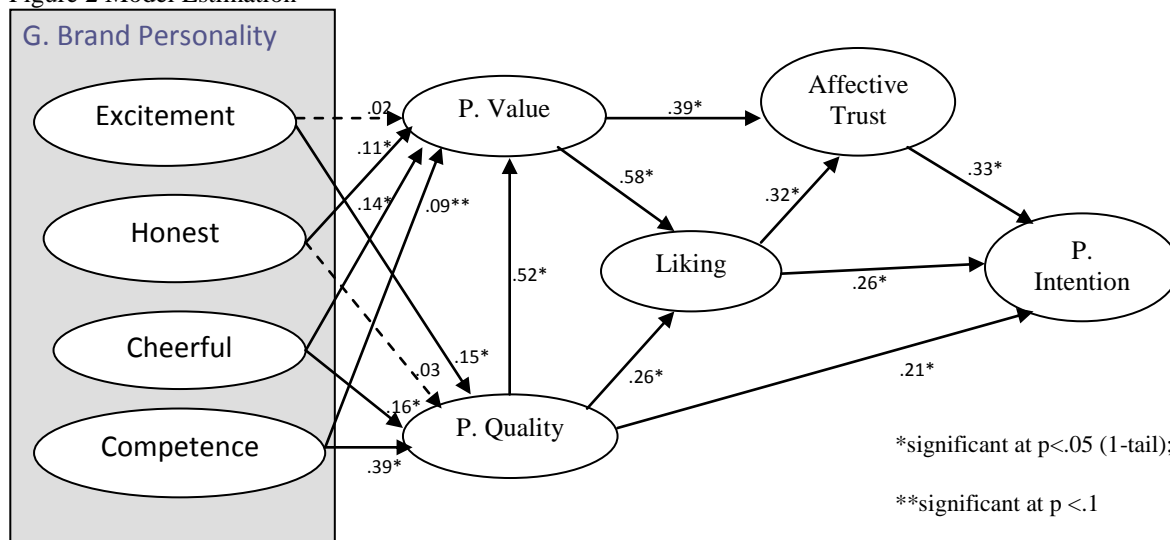 Figure 2 Model Estimation
G. Brand Personality
Excitement
Honest
Cheerful
Competence
P. Value
P. Quality
Liking
Affective
Trust
P.
Intention
.02
.11*
.14*
.09**
.15*
.03
.16*
.39*
.52*
.39*
.58*
.26*
.32*
.33*
.26*
.21*
*significant at p<.05 (1-tail);
**significant at p <.1